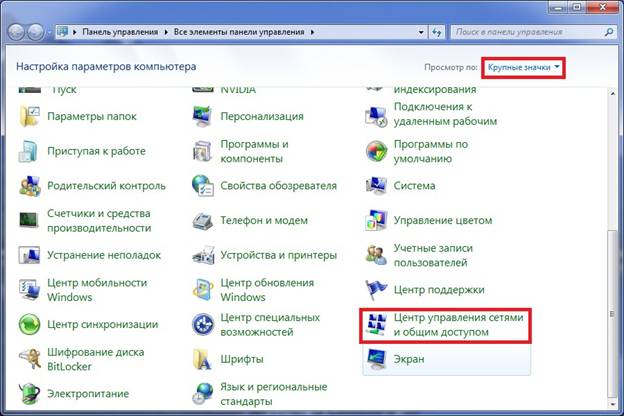 Панель управления ▸ Все элементы панели управления ▸
Поиск в панели управления
Настройка параметров компьютера
Просмотр по: Крупные значки
Пуск
NVIDIA
индексирования
Параметры папок
Персонализация
Подключения к
удаленным рабочим
Приступая к работе
Программы и
компоненты
Программы по
умолчанию
Родительский контроль
Свойства обозревателя
Система
Счетчики и средства
производительности
Телефон и модем
Управление цветом
Устранение неполадок
Устройства и принтеры
Учетные записи
пользователей
Центр мобильности
Windows
Центр обновления
Windows
Центр поддержки
Центр синхронизации
Центр специальных
возможностей
Центр управления сетями
и общим доступом
Шифрование диска
BitLocker
Шрифты
Экран
Электропитание
Язык и региональные
стандарты